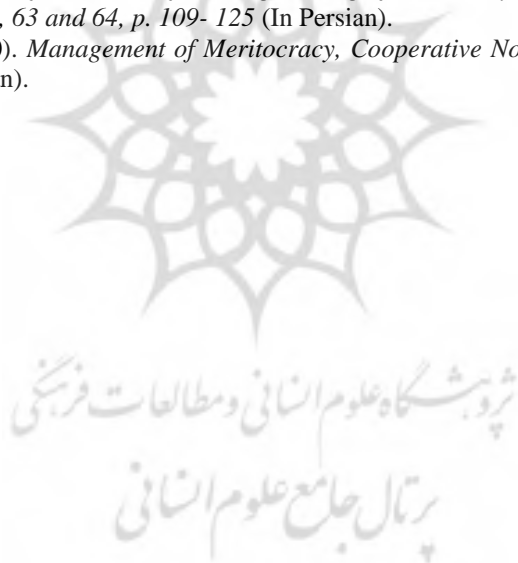 , 63 and 64, p. 109- 125 (In Persian).
). Management of Meritocracy, Cooperative No
n).
پژوهشگاه علوم انسانی و مطالعات فرهنگی
پرتال جامع علوم انسانی